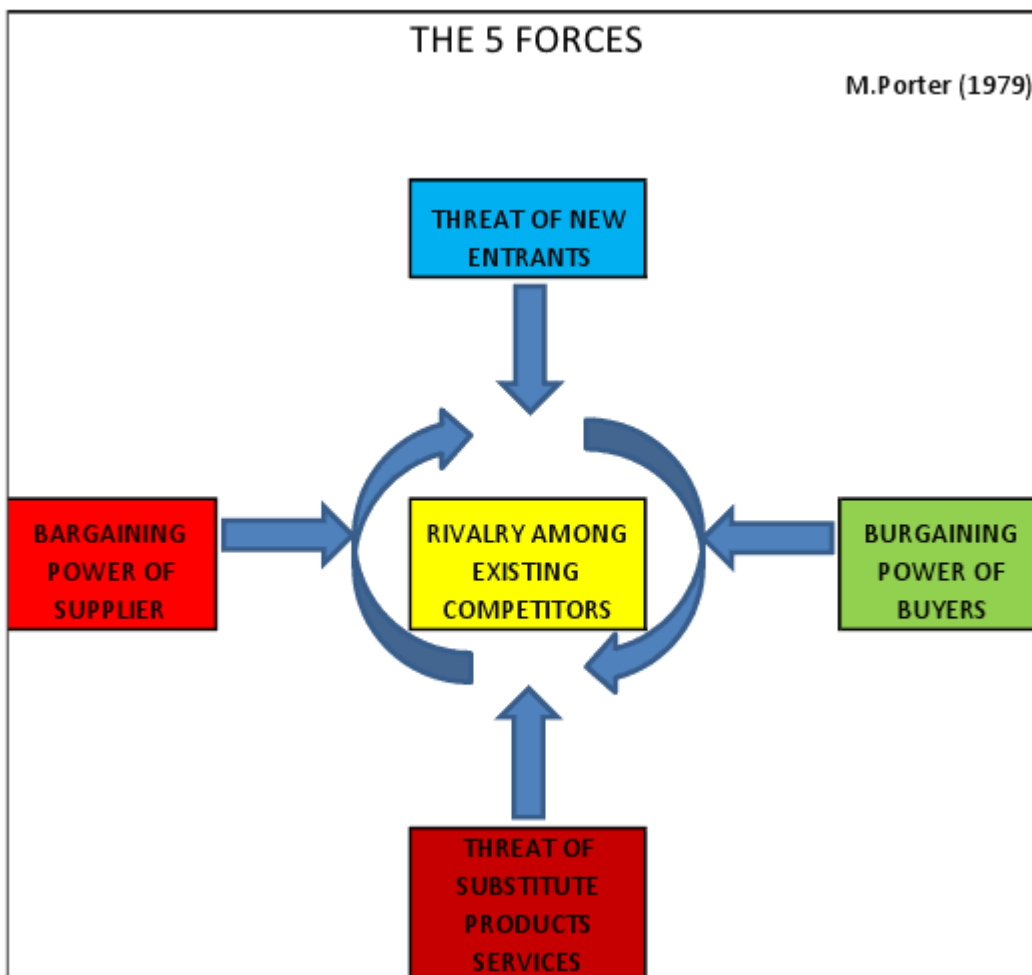 THE 5 FORCES
M.Porter (1979)
THREAT OF NEW
ENTRANTS
BARGAINING
POWER OF
SUPPLIER
RIVALRY AMONG
EXISTING
COMPETITORS
BURGAINING
POWER OF
BUYERS
THREAT OF
SUBSTITUTE
PRODUCTS
SERVICES